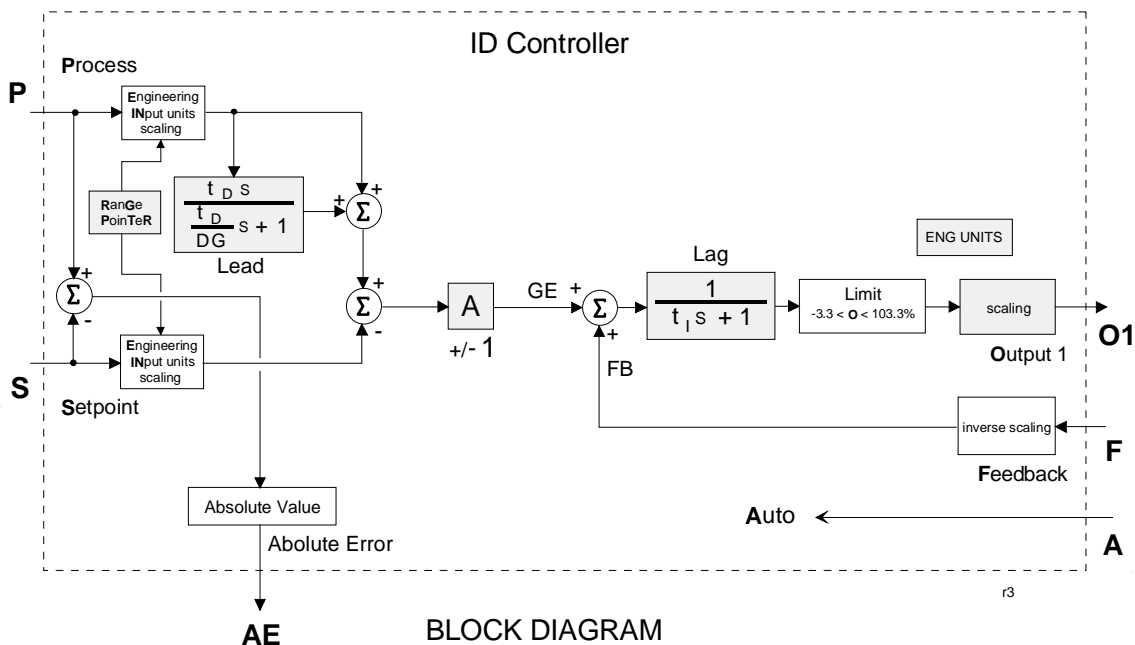 ID Controller
Process
P
Engineering
INput units
scaling
RanGe
PoinTeR
t D s
t D
DG
s + 1
Lead
+
+
Σ
+
Σ
-
+
Σ
-
Engineering
INput units
scaling
S
Setpoint
A
+/- 1
GE
+
Σ
+
FB
Lag
1
t I s + 1
Limit
-3.3 < O < 103.3%
ENG UNITS
scaling
O1
Output 1
inverse scaling
F
Feedback
Absolute Value
Abolute Error
Auto
A
r3
AE
BLOCK DIAGRAM